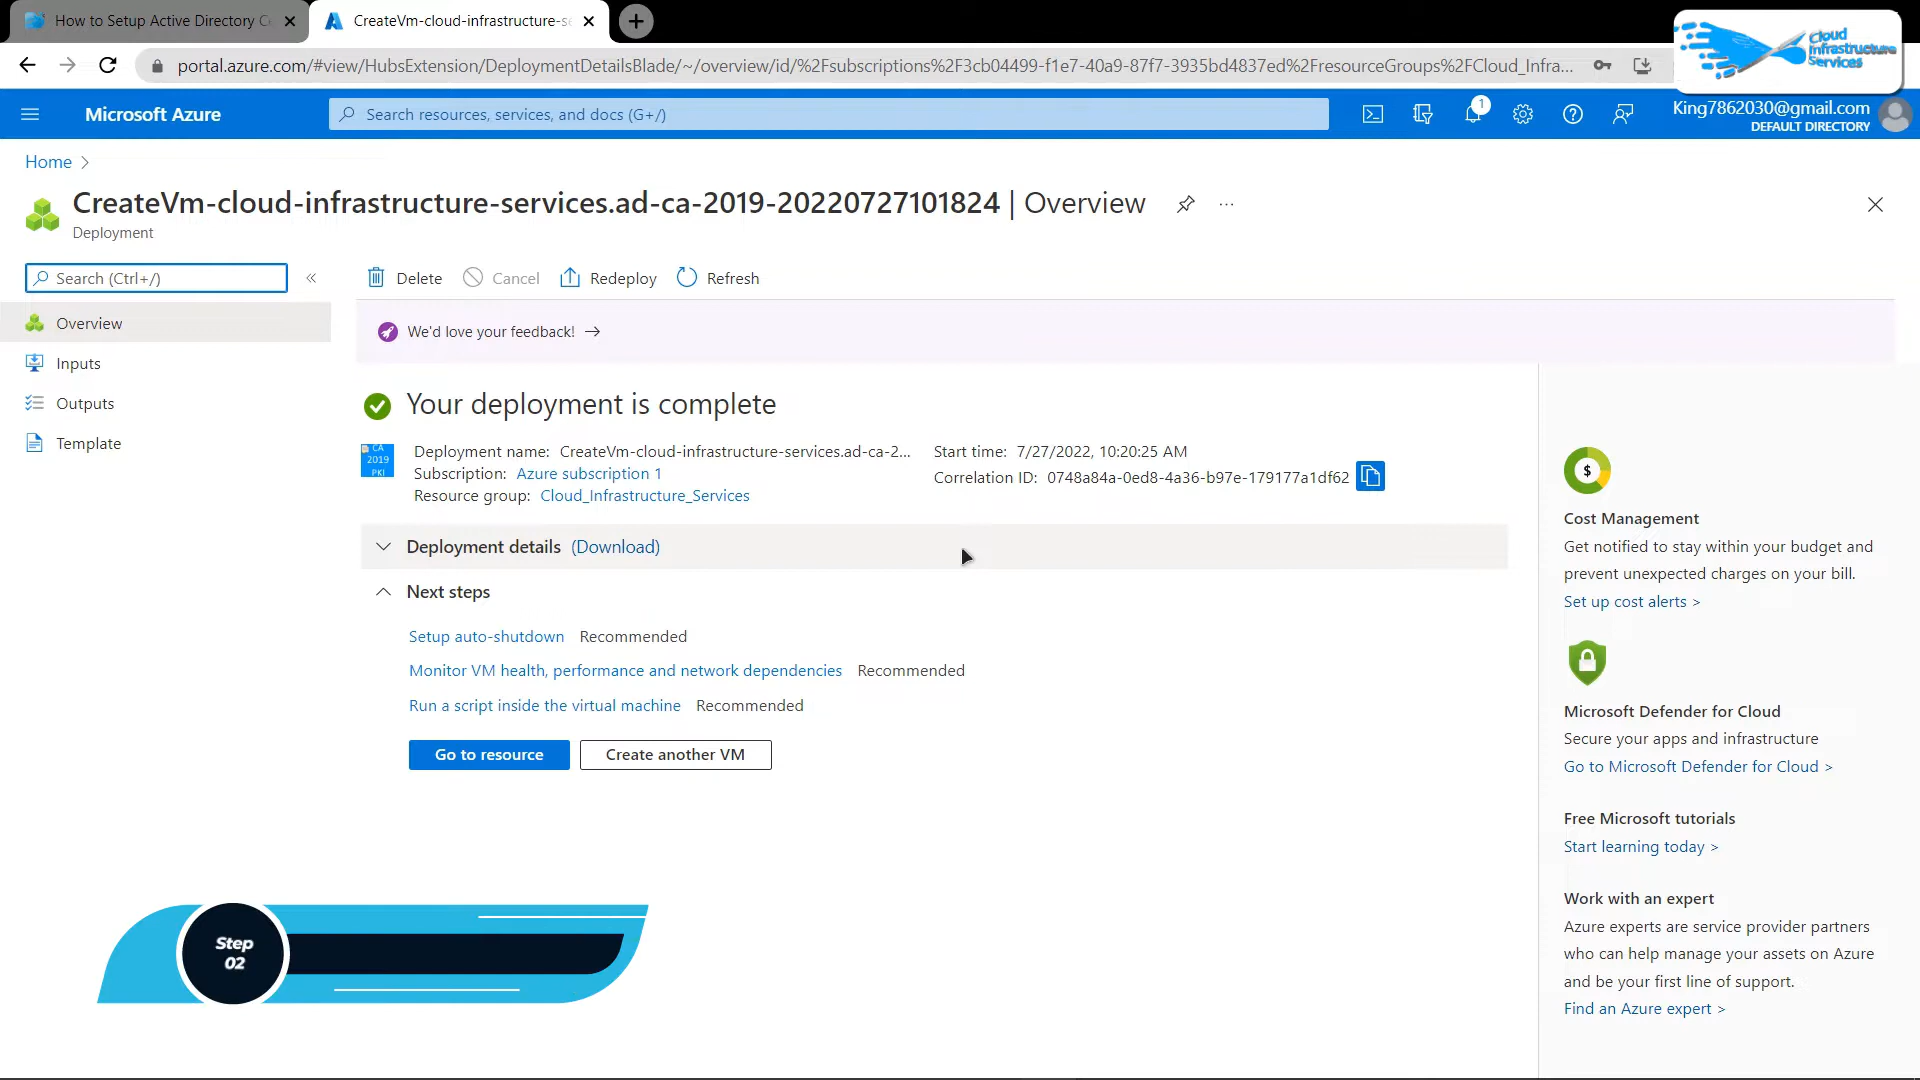 How to Setup Active Directory C
CreateVm-cloud-infrastructure-s
portal.azure.com/#view/HubsExtension/DeploymentDetailsBlade/~/overview/id/%2Fsubscriptions%2F3cb04499-f1e7-40a9-87f7-3935bd4837ed%2FresourceGroups%2FCloud_Infra...
Cloud
Infrastructure
Services
Microsoft Azure
Search resources, services, and docs (G+/)
1
King7862030@gmail.com
DEFAULT DIRECTORY
Home
CreateVm-cloud-infrastructure-services.ad-ca-2019-20220727101824 | Overview
...
Deployment
Search (Ctrl+/)
«
Delete
Cancel
Redeploy
Refresh
Overview
Inputs
Outputs
Template
We'd love your feedback! →
Your deployment is complete
CA
2019
PKI
Deployment name: CreateVm-cloud-infrastructure-services.ad-ca-2...
Subscription: Azure subscription 1
Resource group: Cloud_Infrastructure_Services
Start time: 7/27/2022, 10:20:25 AM
Correlation ID: 0748a84a-0ed8-4a36-b97e-179177a1df62
Deployment details (Download)
Next steps
Setup auto-shutdown Recommended
Monitor VM health, performance and network dependencies Recommended
Run a script inside the virtual machine Recommended
Go to resource
Create another VM
$
Cost Management
Get notified to stay within your budget and
prevent unexpected charges on your bill.
Set up cost alerts >
Microsoft Defender for Cloud
Secure your apps and infrastructure
Go to Microsoft Defender for Cloud >
Free Microsoft tutorials
Start learning today >
Work with an expert
Azure experts are service provider partners
who can help manage your assets on Azure
and be your first line of support.
Find an Azure expert >
Step
02